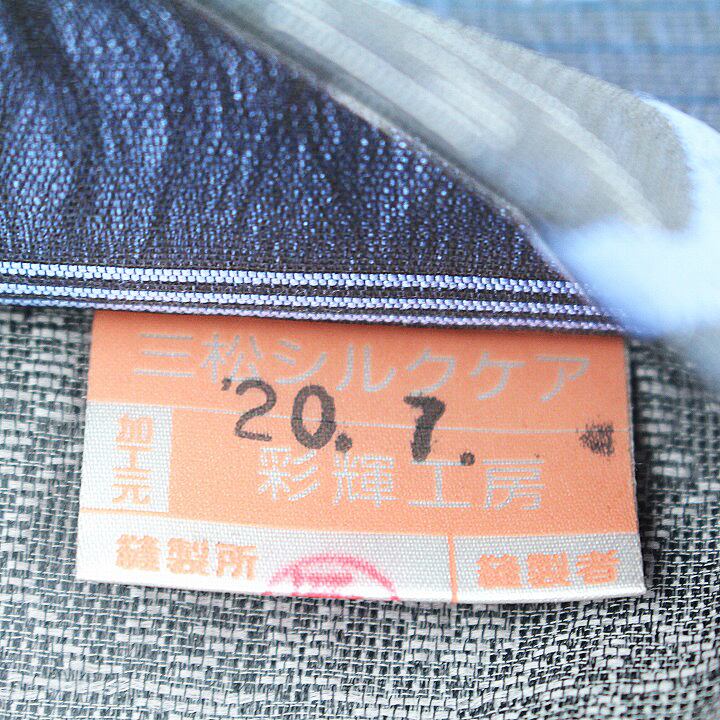 三松シルクケア
'20. 7.
加工元
彩輝工房
縫製所
縫製者